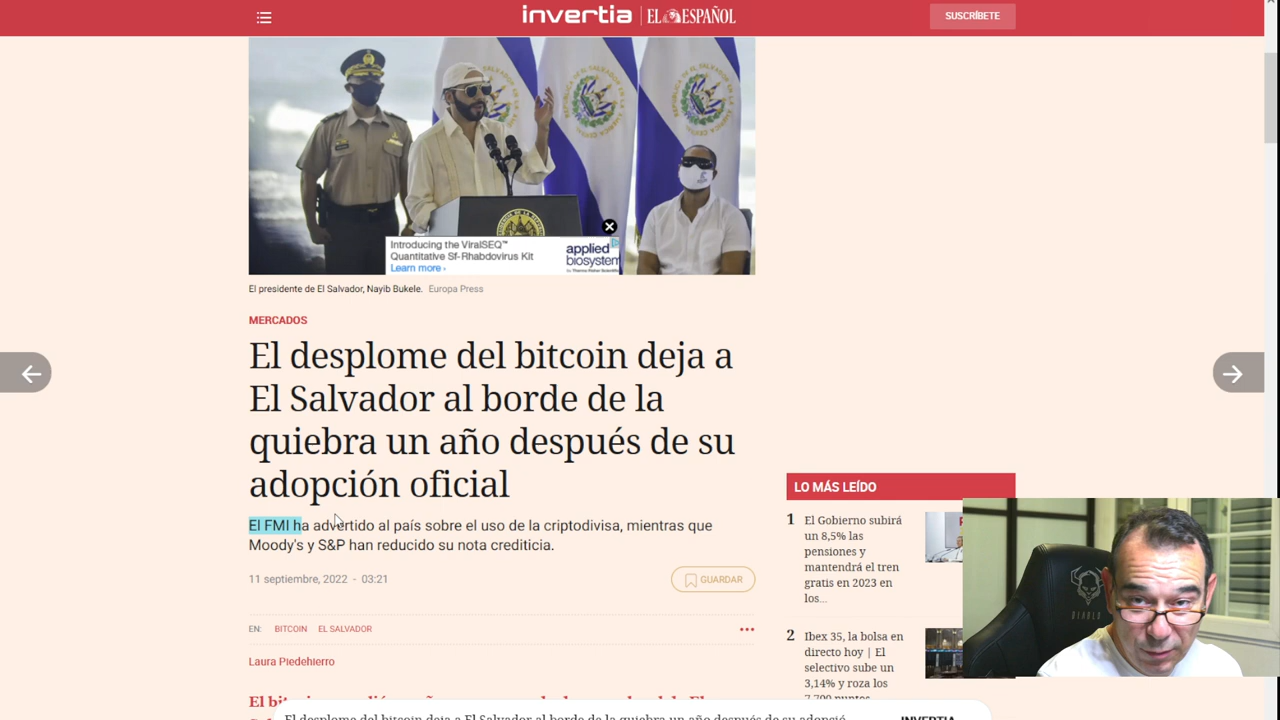 invertia | EL ESPAÑOL
SUSCRÍBETE
Introducing the ViralSEQ™
Quantitative Sf-Rhabdovirus Kit
Learn more ›
applied
biosystems
El presidente de El Salvador, Nayib Bukele. Europa Press
MERCADOS
El desplome del bitcoin deja a
El Salvador al borde de la
quiebra un año después de su
adopción oficial
El FMI ha advertido al país sobre el uso de la criptodivisa, mientras que
Moody's y S&P han reducido su nota crediticia.
11 septiembre, 2022 - 03:21
GUARDAR
EN: BITCOIN EL SALVADOR
Laura Piedehierro
LO MÁS LEÍDO
1 El Gobierno subirá
un 8,5% las
pensiones y
mantendrá el tren
gratis en 2023 en
los...
2 Ibex 35, la bolsa en
directo hoy | El
selectivo sube un
3,14% y roza los
7.700 puntos
El desplome del bitcoin deja a El Salvador al borde de la quiebra un año después de su adopció
INVERTIA
DIABLO